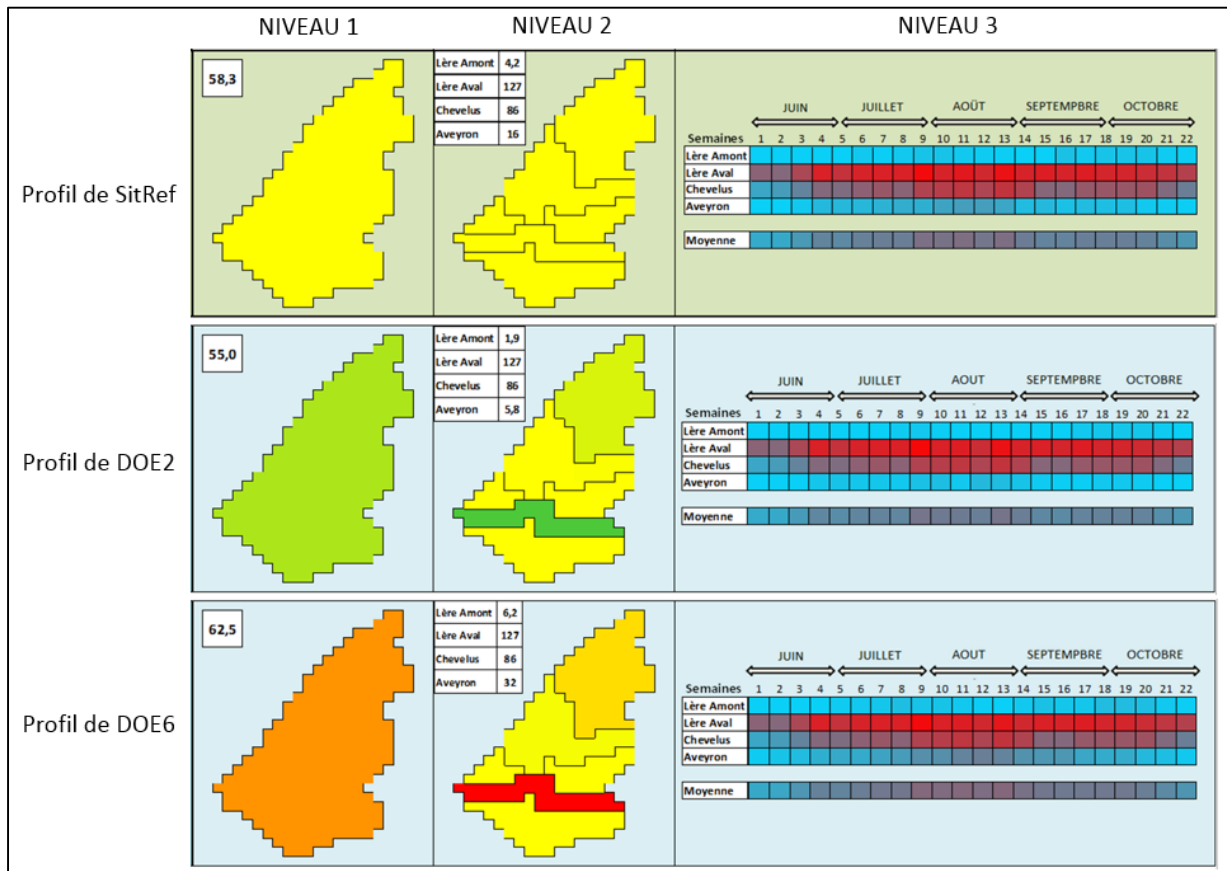 NIVEAU 1 NIVEAU 2 NIVEAU 3
Profil de SitRef
58,3
Lère Amont 4,2
Lère Aval 127
Chevelus 86
Aveyron 16
JUIN JUILLET AOÛT SEPTEMPBRE OCTOBRE
Semaines 1 2 3 4 5 6 7 8 9 10 11 12 13 14 15 16 17 18 19 20 21 22
Lère Amont
Lère Aval
Chevelus
Aveyron
Moyenne
Profil de DOE2
55,0
Lère Amont 1,9
Lère Aval 127
Chevelus 86
Aveyron 5,8
JUIN JUILLET AOUT SEPTEMPBRE OCTOBRE
Semaines 1 2 3 4 5 6 7 8 9 10 11 12 13 14 15 16 17 18 19 20 21 22
Lère Amont
Lère Aval
Chevelus
Aveyron
Moyenne
Profil de DOE6
62,5
Lère Amont 6,2
Lère Aval 127
Chevelus 86
Aveyron 32
JUIN JUILLET AOUT SEPTEMPBRE OCTOBRE
Semaines 1 2 3 4 5 6 7 8 9 10 11 12 13 14 15 16 17 18 19 20 21 22
Lère Amont
Lère Aval
Chevelus
Aveyron
Moyenne